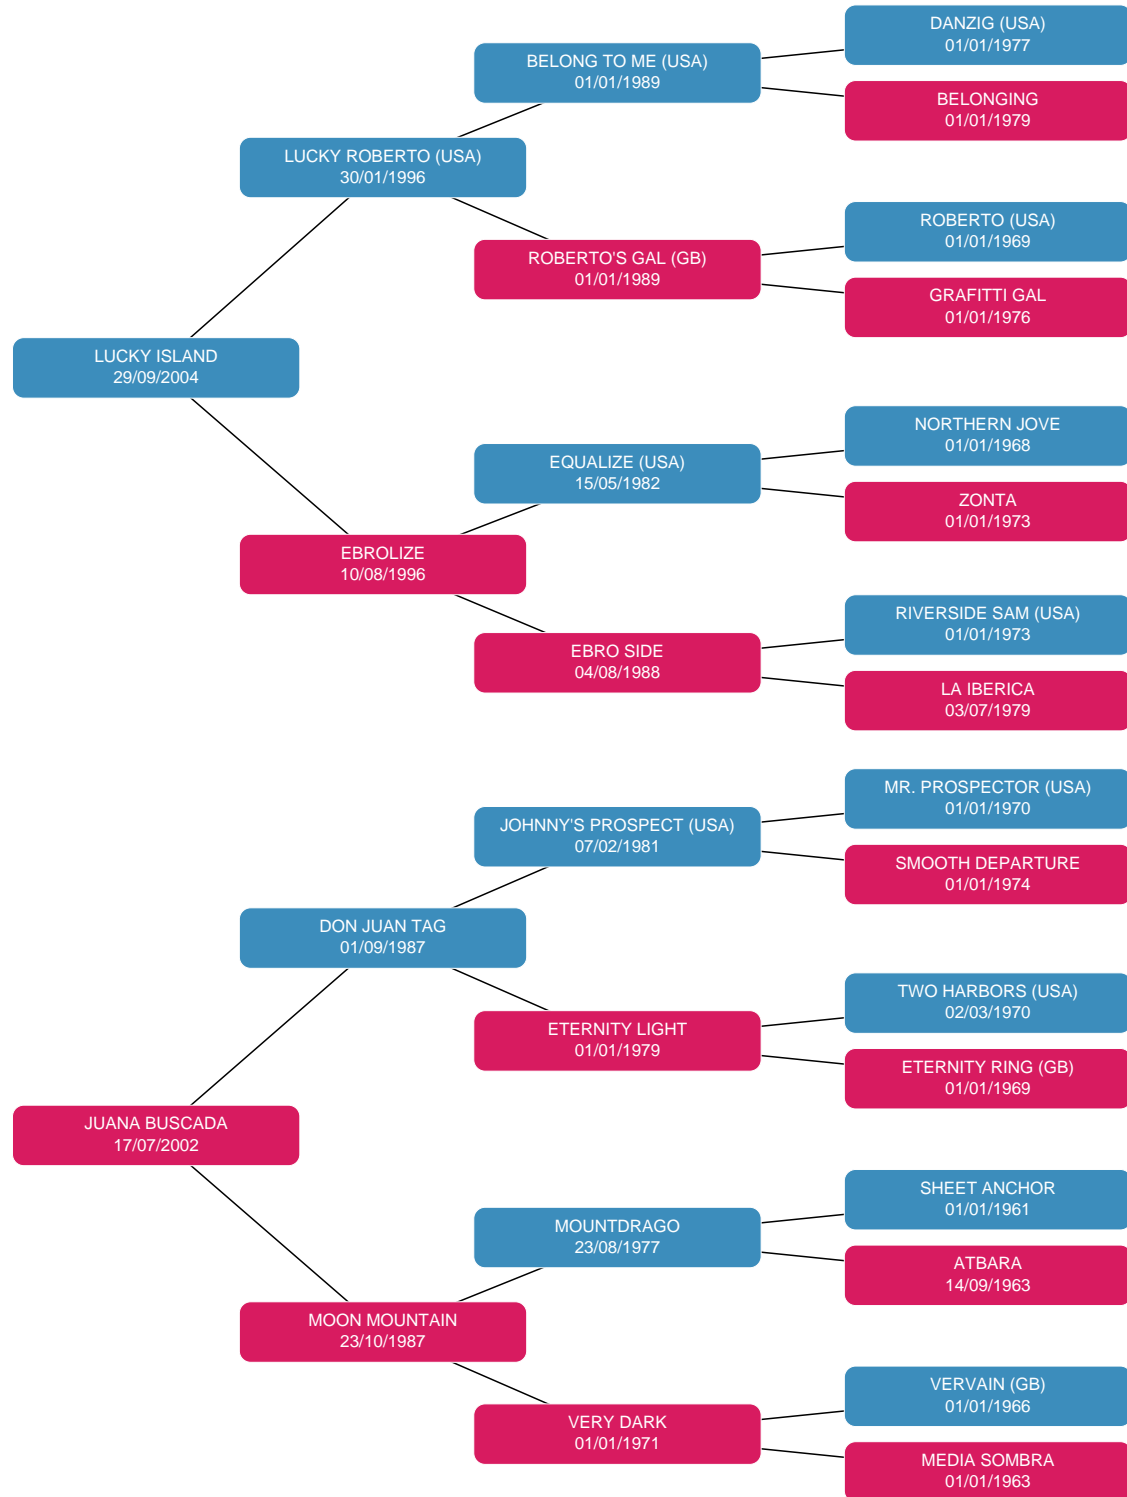 DANZIG (USA)
01/01/1977
BELONG TO ME (USA)
01/01/1989
BELONGING
01/01/1979
LUCKY ROBERTO (USA)
30/01/1996
ROBERTO (USA)
01/01/1969
ROBERTO'S GAL (GB)
01/01/1989
GRAFITTI GAL
01/01/1976
LUCKY ISLAND
29/09/2004
NORTHERN JOVE
01/01/1968
EQUALIZE (USA)
15/05/1982
ZONTA
01/01/1973
EBROLIZE
10/08/1996
RIVERSIDE SAM (USA)
01/01/1973
EBRO SIDE
04/08/1988
LA IBERICA
03/07/1979
MR. PROSPECTOR (USA)
01/01/1970
JOHNNY'S PROSPECT (USA)
07/02/1981
SMOOTH DEPARTURE
01/01/1974
DON JUAN TAG
01/09/1987
TWO HARBORS (USA)
02/03/1970
ETERNITY LIGHT
01/01/1979
ETERNITY RING (GB)
01/01/1969
JUANA BUSCADA
17/07/2002
SHEET ANCHOR
01/01/1961
MOUNTDRAGO
23/08/1977
ATBARA
14/09/1963
MOON MOUNTAIN
23/10/1987
VERVAIN (GB)
01/01/1966
VERY DARK
01/01/1971
MEDIA SOMBRA
01/01/1963